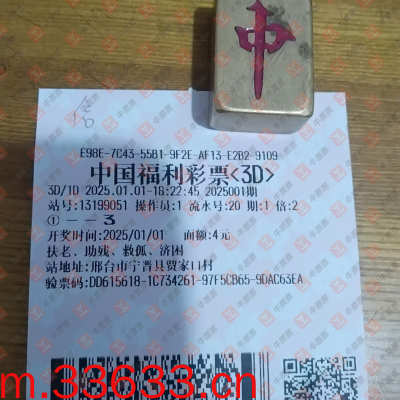 中
E98E-7C43-55B1-9F2E-AF13-E2B2-9109
中国福利彩票<3D>
3D/1D 2025.01.01-18:22:45 2025001期
站号:13199051 操作员:1 流水号:20 期:1 倍:2
①－－3
开奖时间:2025/01/01 面额:4元
扶老、助残、救孤、济困
站地址:邢台市宁晋县贾家口村
验票码:DD615618-1C734261-97F5CB65-9DAC63EA
m.33633.cn